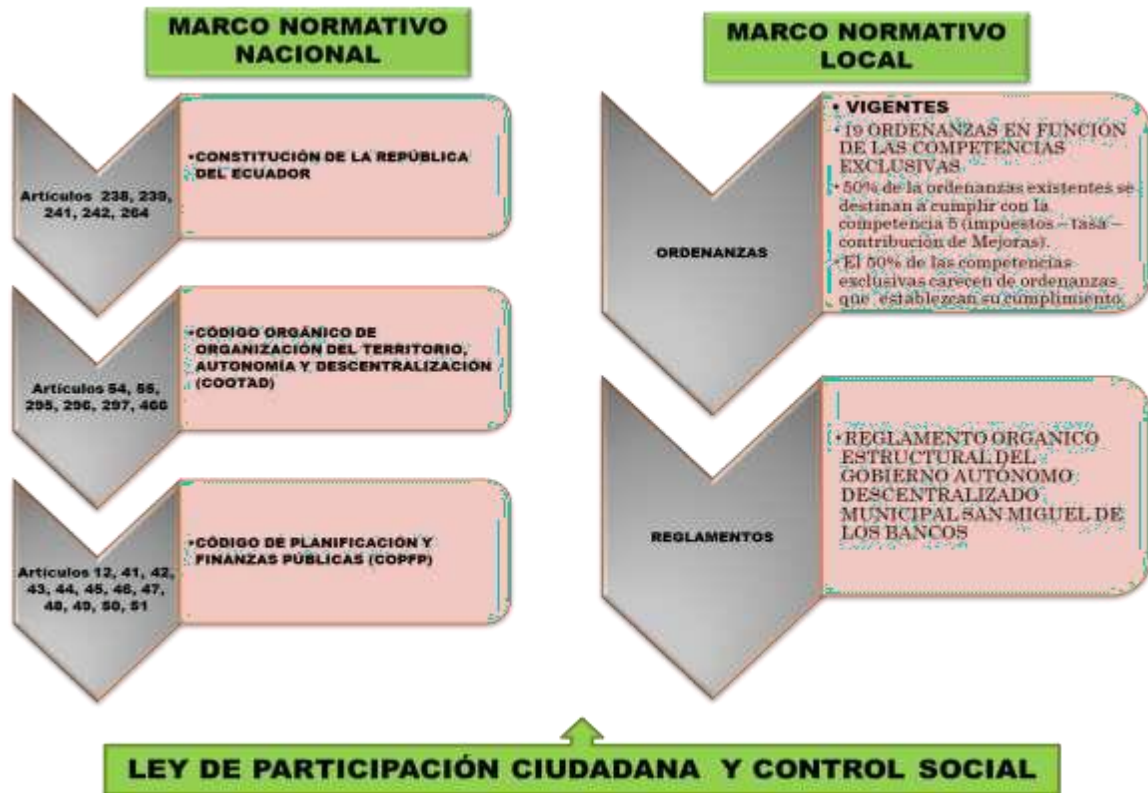 MARCO NORMATIVO
NACIONAL
Artículos 238, 239,
241, 242, 264
•CONSTITUCIÓN DE LA REPÚBLICA
DEL ECUADOR
Artículos 54, 55,
295, 296, 297, 466
•CÓDIGO ORGÁNICO DE
ORGANIZACIÓN DEL TERRITORIO,
AUTONOMÍA Y DESCENTRALIZACIÓN
(COOTAD)
Artículos 12, 41, 42,
43, 44, 45, 46, 47,
48, 49, 50, 51
•CÓDIGO DE PLANIFICACIÓN Y
FINANZAS PÚBLICAS (COPFP)
MARCO NORMATIVO
LOCAL
ORDENANZAS
• VIGENTES
• 19 ORDENANZAS EN FUNCIÓN
DE LAS COMPETENCIAS
EXCLUSIVAS
• 50% de la ordenanzas existentes se
destinan a cumplir con la
competencia 5 (impuestos – tasa –
contribución de Mejoras).
• El 50% de las competencias
exclusivas carecen de ordenanzas
que establezcan su cumplimiento
REGLAMENTOS
•REGLAMENTO ORGANICO
ESTRUCTURAL DEL
GOBIERNO AUTÓNOMO
DESCENTRALIZADO
MUNICIPAL SAN MIGUEL DE
LOS BANCOS
LEY DE PARTICIPACIÓN CIUDADANA Y CONTROL SOCIAL